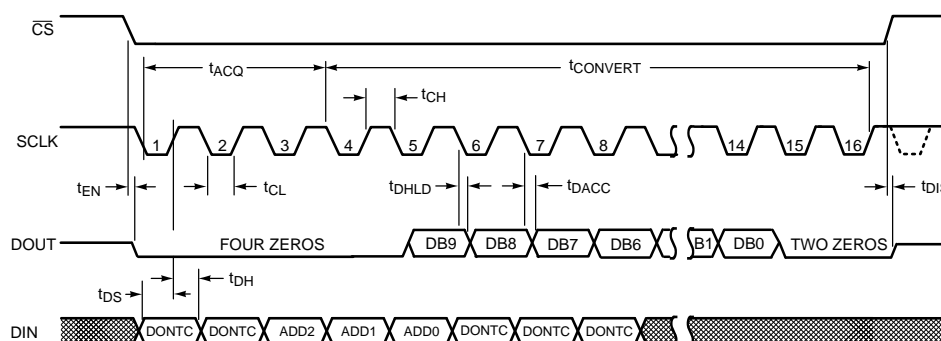 CS
tACQ
tCONVERT
tCH
SCLK
1 2 3 4 5 6 7 8 14 15 16
tEN
tCL
tDHLD
tDACC
tDIS
DOUT
FOUR ZEROS
DB9 DB8 DB7 DB6 B1 DB0 TWO ZEROS
tDS
tDH
DIN
DONTC DONTC ADD2 ADD1 ADD0 DONTC DONTC DONTC